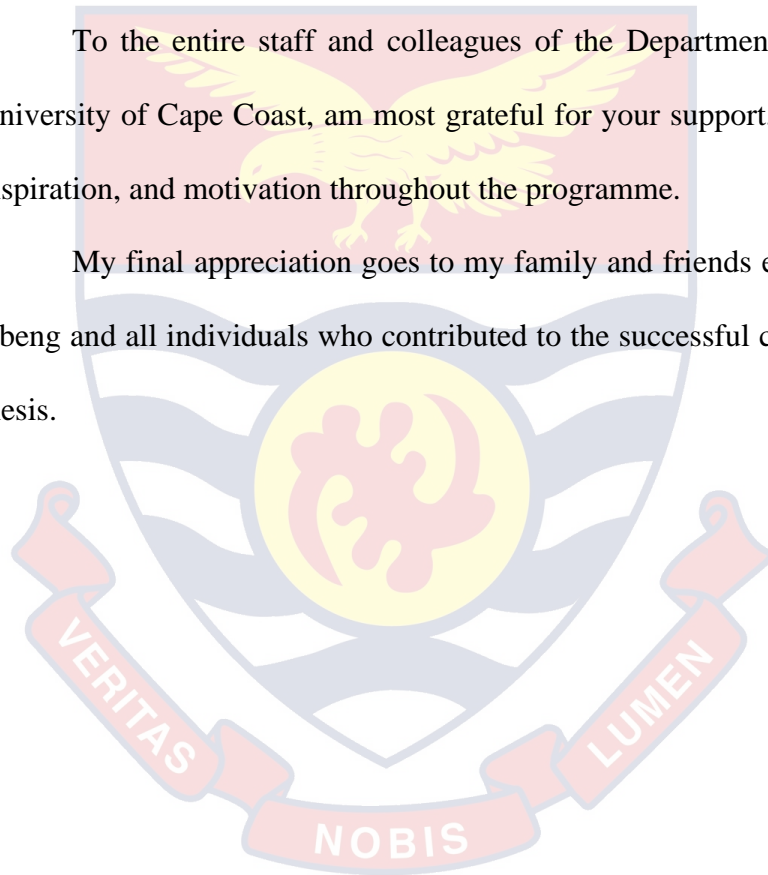 To the entire staff and colleagues of the Departmen
niversity of Cape Coast, am most grateful for your support
spiration, and motivation throughout the programme.
My final appreciation goes to my family and friends e
beng and all individuals who contributed to the successful c
esis.
VERITAS
NOBIS
LUMEN